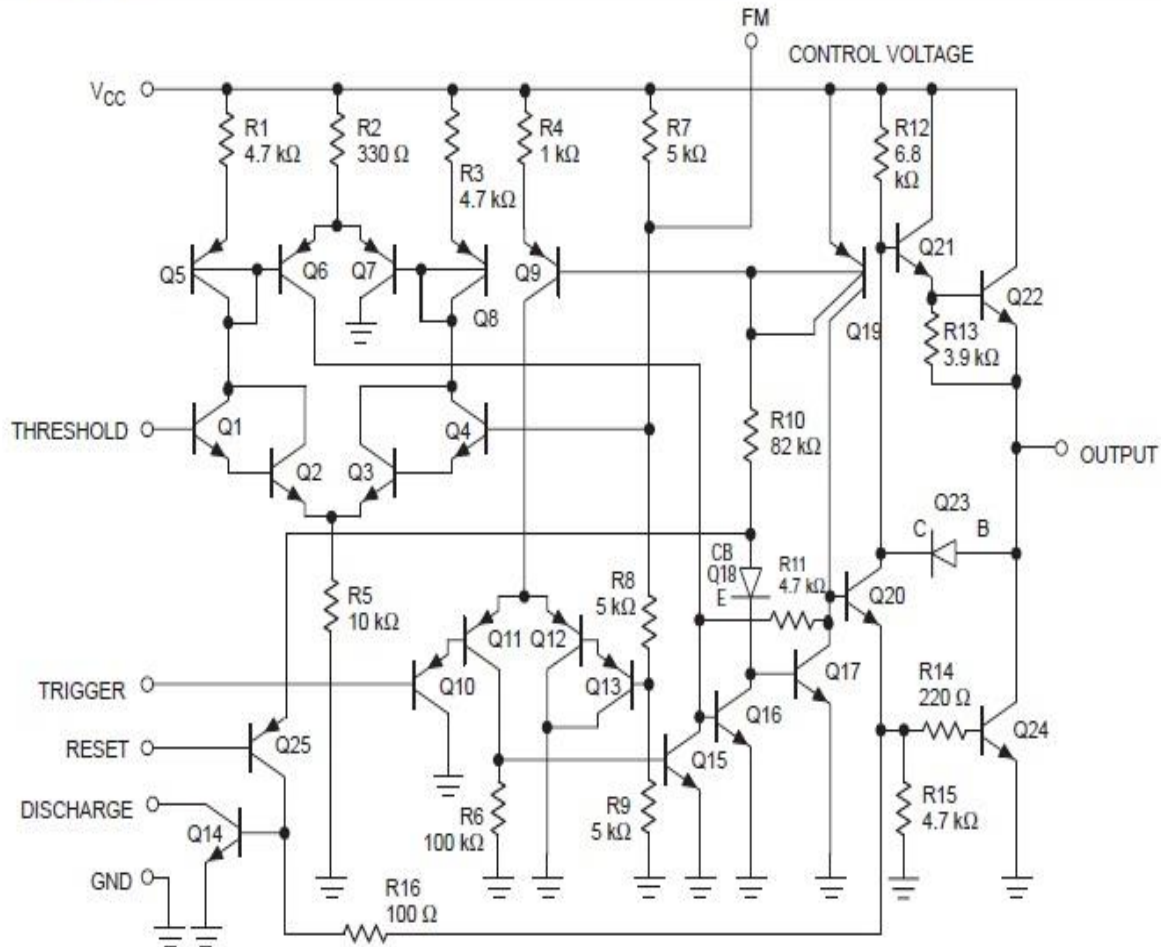 FM
CONTROL VOLTAGE
VCC
R1
4.7 kΩ
R2
330 Ω
R3
4.7 kΩ
R4
1 kΩ
R7
5 kΩ
R12
6.8
kΩ
Q5
Q6
Q7
Q8
Q9
Q19
Q21
Q22
R13
3.9 kΩ
THRESHOLD
Q1
Q2
Q3
Q4
R10
82 kΩ
OUTPUT
Q23
C
B
CB
Q18
E
R11
4.7 kΩ
Q20
R5
10 kΩ
R8
5 kΩ
Q11
Q12
TRIGGER
Q10
Q13
Q16
Q17
R14
220 Ω
Q24
RESET
Q25
Q15
DISCHARGE
Q14
R6
100 kΩ
R9
5 kΩ
R15
4.7 kΩ
GND
R16
100 Ω